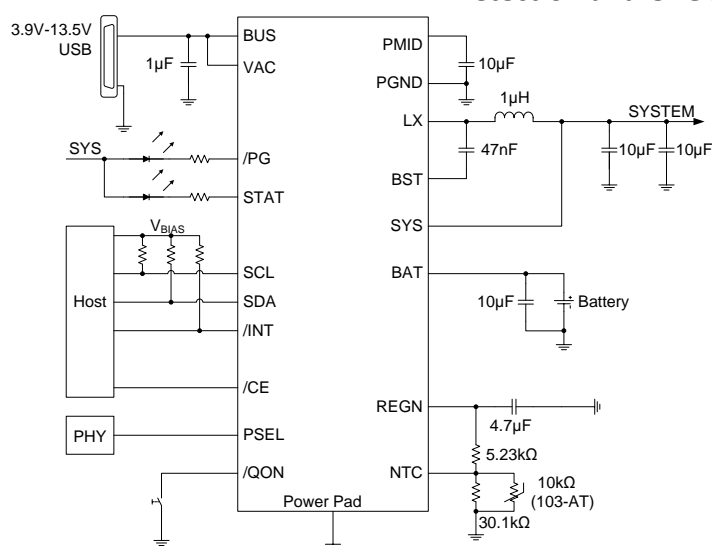 3.9V-13.5V
USB
1µF
BUS
VAC
PMID
10µF
PGND
1µH
LX
SYSTEM
47nF
10µF
10µF
BST
SYS
/PG
STAT
SYS
VBIAS
Host
SCL
SDA
/INT
/CE
BAT
10µF
Battery
PHY
PSEL
/QON
REGN
4.7µF
5.23kΩ
NTC
10kΩ
(103-AT)
30.1kΩ
Power Pad